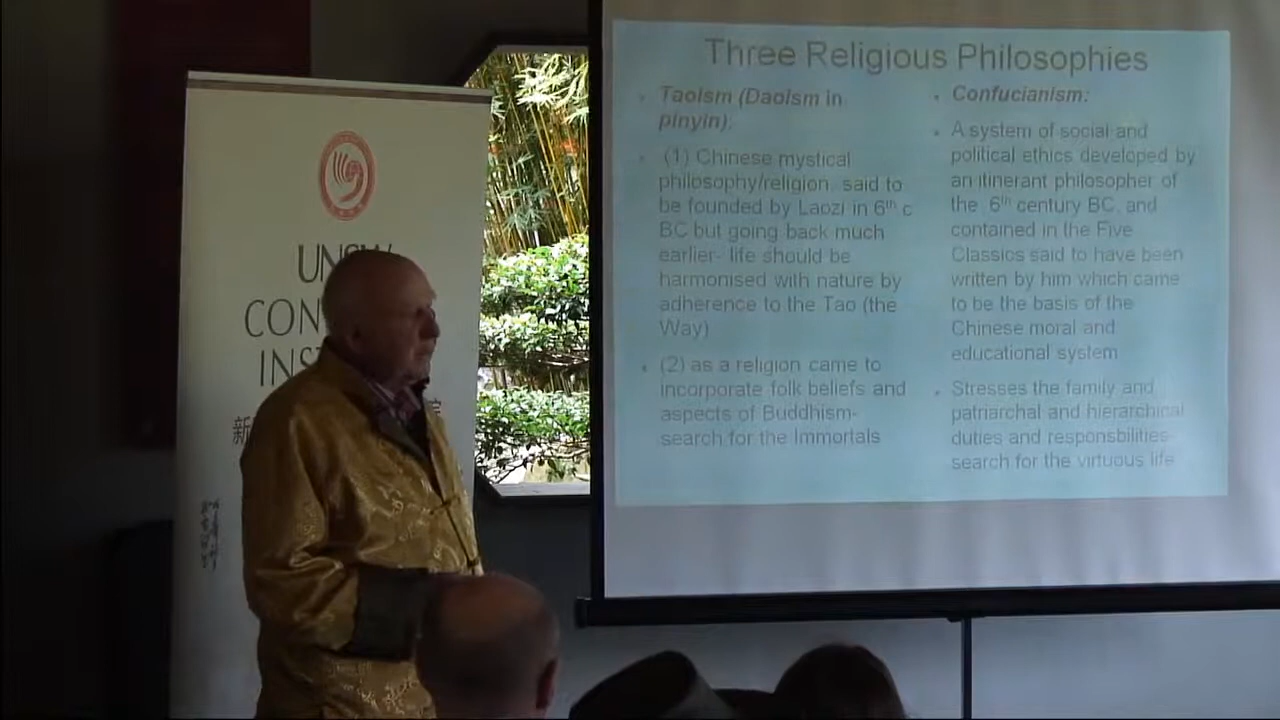 UNSW
CON
INST
新
Three Religious Philosophies
Taoism (Daoism in
pinyin);
(1) Chinese mystical
philosophy/religion said to
be founded by Laozi in 6th c
BC but going back much
earlier- life should be
harmonised with nature by
adherence to the Tao (the
Way)
(2) as a religion came to
incorporate folk beliefs and
aspects of Buddhism-
search for the Immortals
Confucianism:
A system of social and
political ethics developed by
an itinerant philosopher of
the 6th century BC, and
contained in the Five
Classics said to have been
written by him which came
to be the basis of the
Chinese moral and
educational system
Stresses the family and
patriarchal and hierarchical
duties and responsbilities-
search for the virtuous life